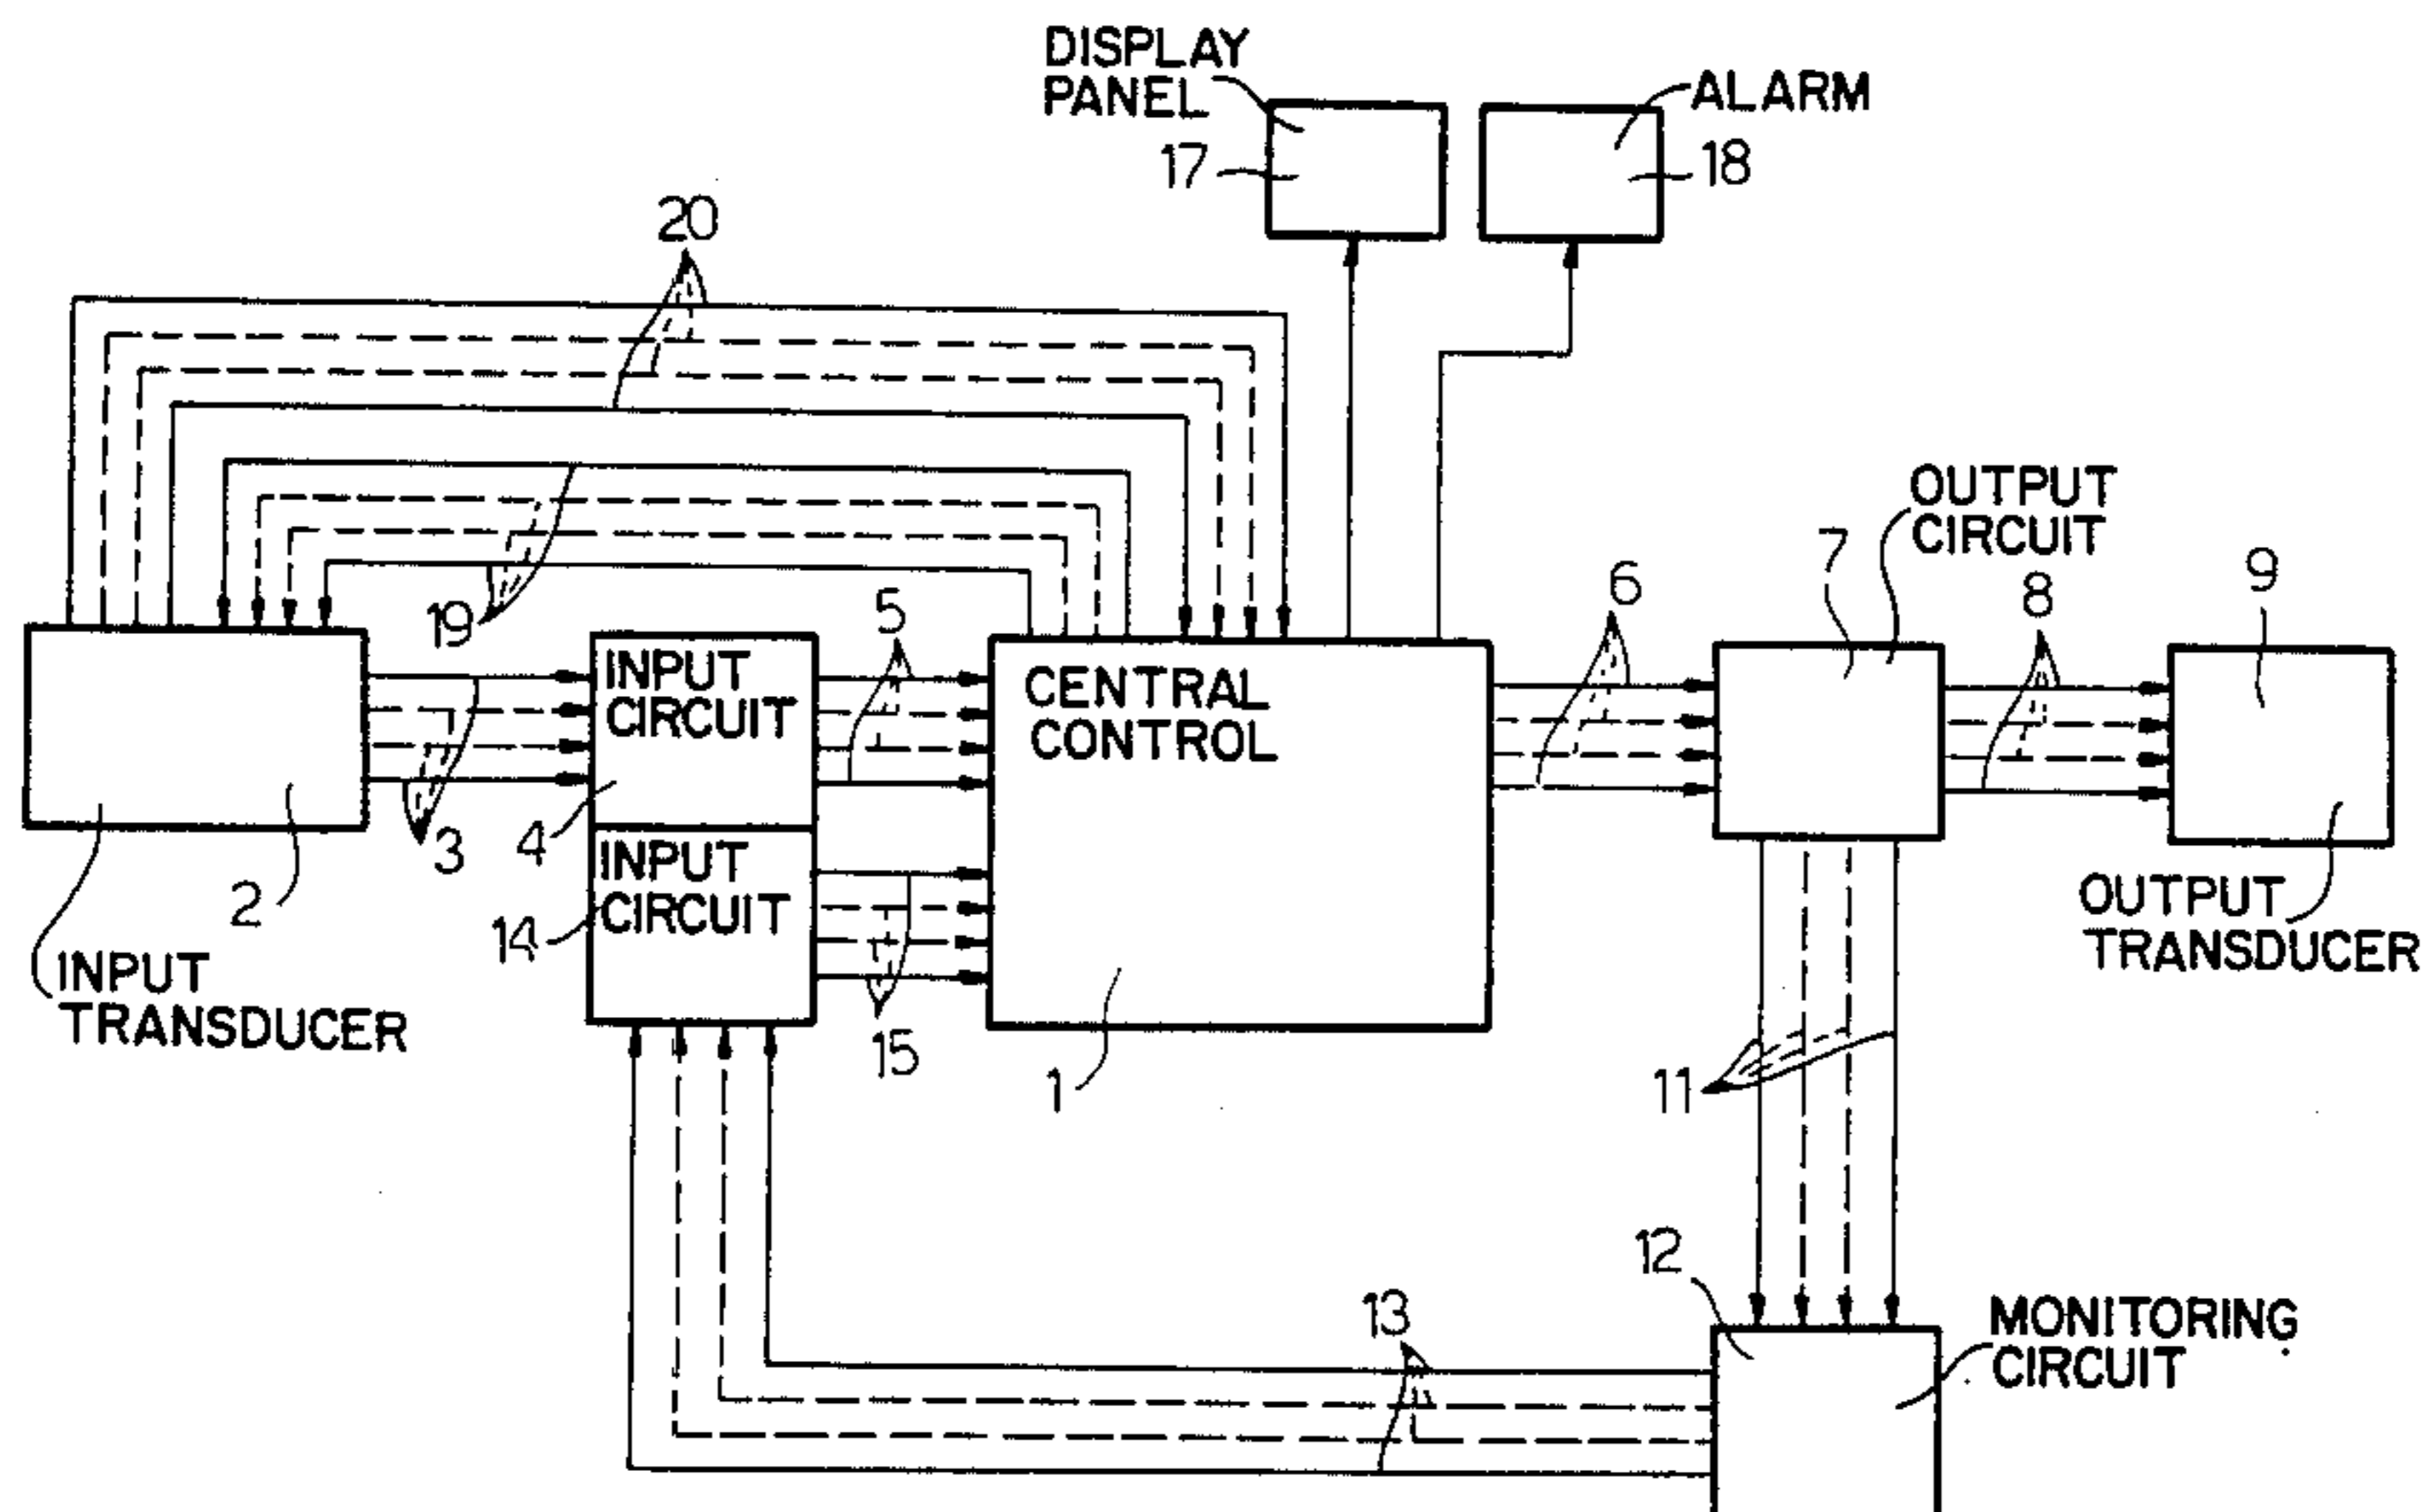 DISPLAY
PANEL
ALARM
17
18
20
OUTPUT
CIRCUIT
19
5
6
7
8
9
INPUT
CIRCUIT
CENTRAL
CONTROL
3
4
2
INPUT
CIRCUIT
14
OUTPUT
TRANSDUCER
INPUT
TRANSDUCER
15
1
11
12
13
MONITORING
CIRCUIT